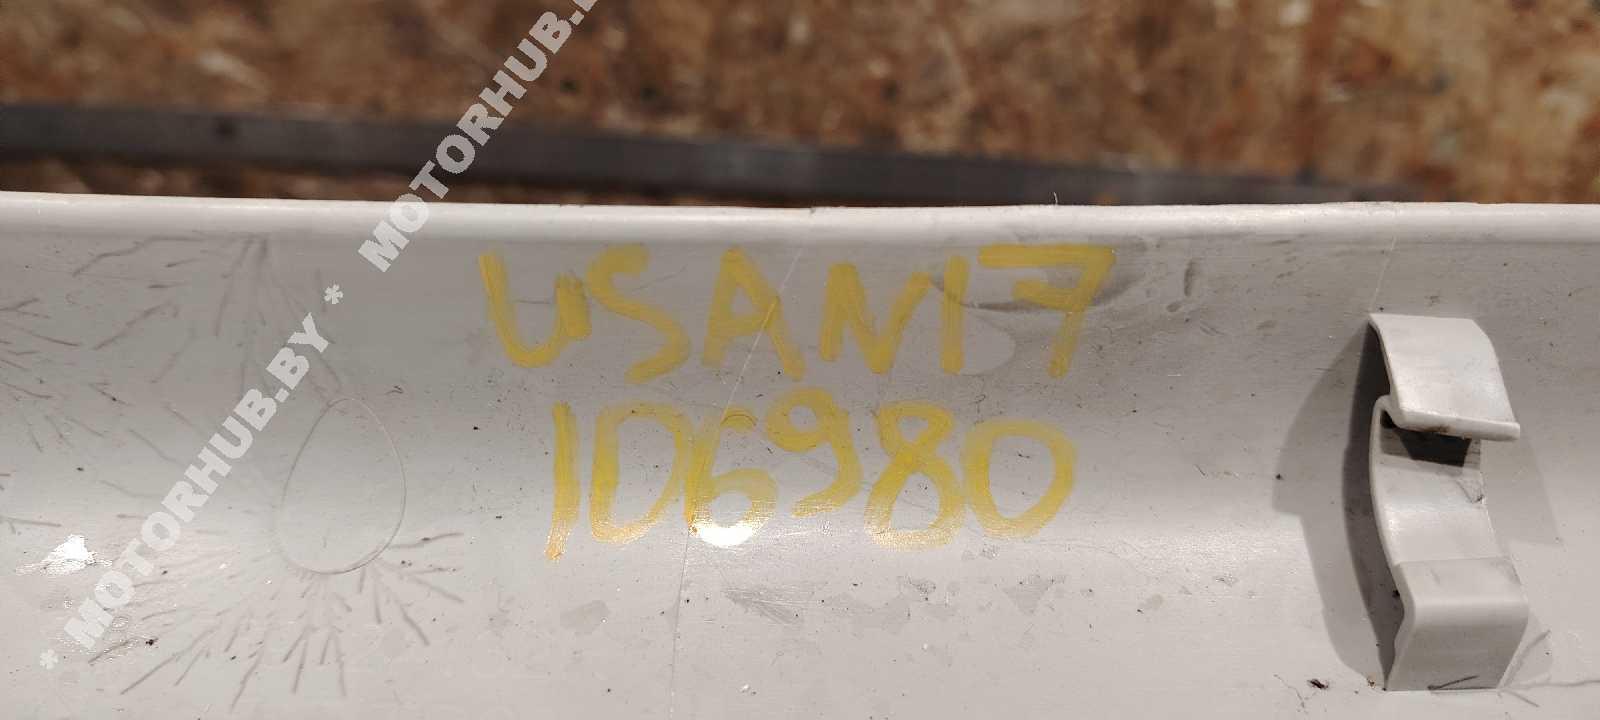 USAN17
ID6980
* MOTORHUB.BY * MOTORHUB.